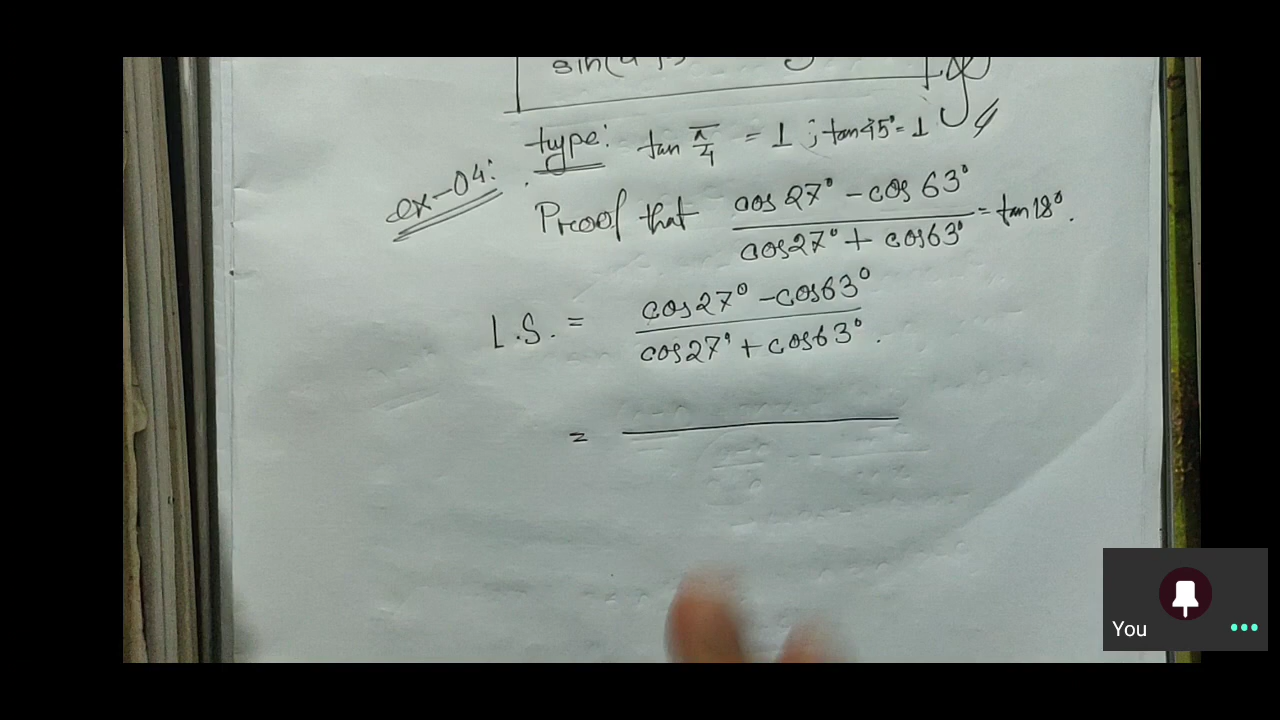 type: tan π/4 = 1 ; tan 45° = 1
ex-04:
Proof that (cos 27° - cos 63°)/(cos 27° + cos 63°) = tan 18°.
L.S. = (cos 27° - cos 63°)/(cos 27° + cos 63°).
=
You